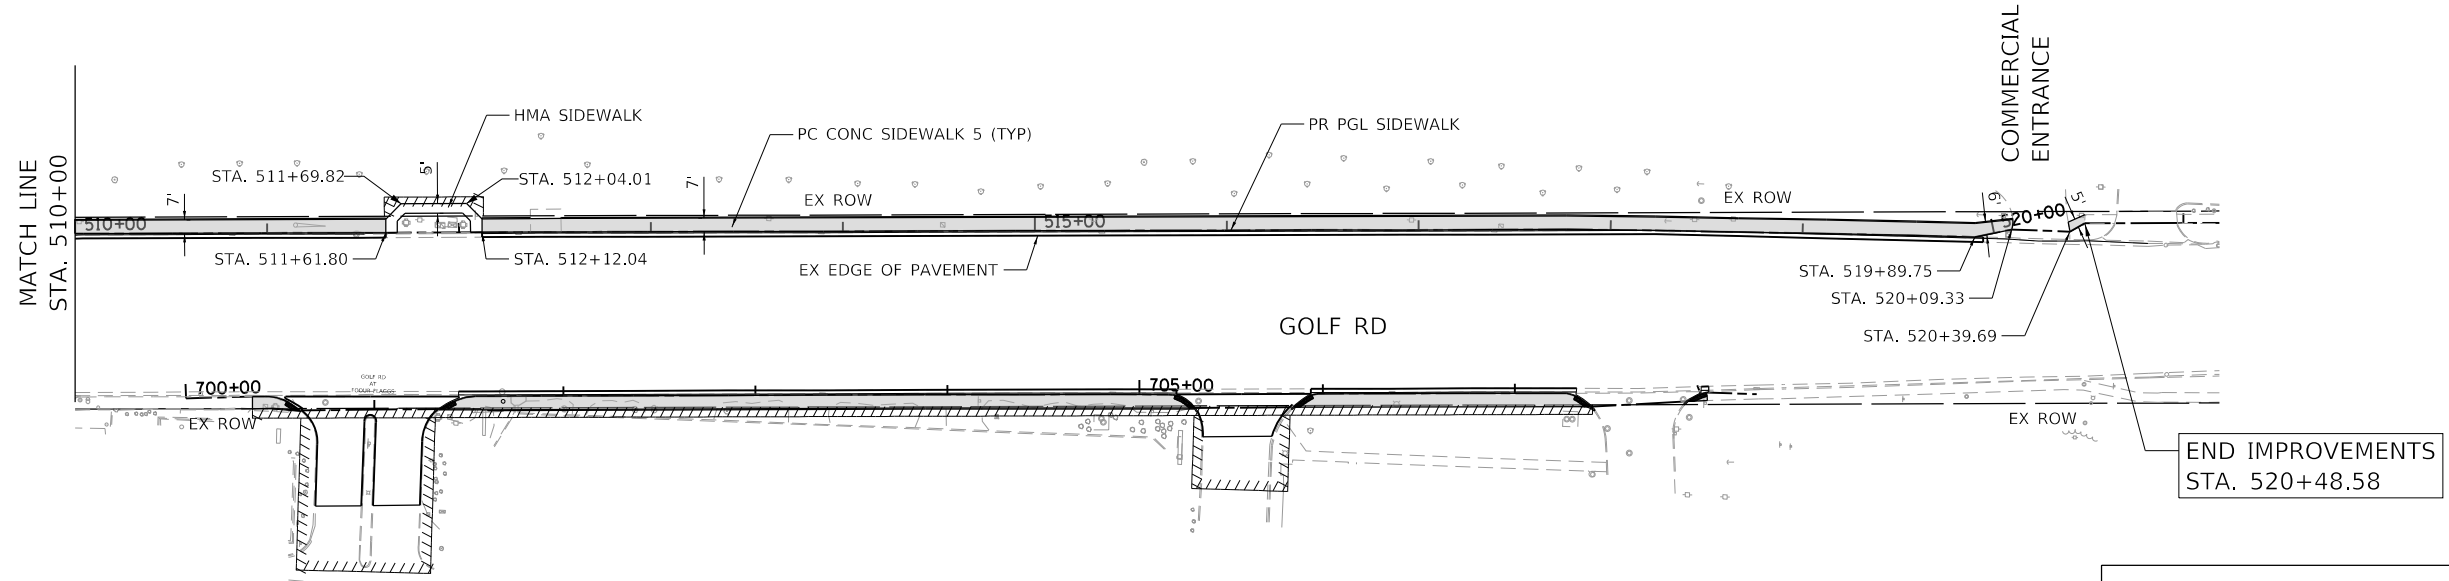 MATCH LINE
STA. 510+00
COMMERCIAL
ENTRANCE
HMA SIDEWALK
PC CONC SIDEWALK 5 (TYP)
PR PGL SIDEWALK
STA. 511+69.82
5'
STA. 512+04.01
7'
7'
EX ROW
EX ROW
6'
5'
510+00
515+00
520+00
STA. 511+61.80
STA. 512+12.04
EX EDGE OF PAVEMENT
STA. 519+89.75
STA. 520+09.33
STA. 520+39.69
GOLF RD
700+00
GOLF RD
AT
705+00
EX ROW
EX ROW
END IMPROVEMENTS
STA. 520+48.58